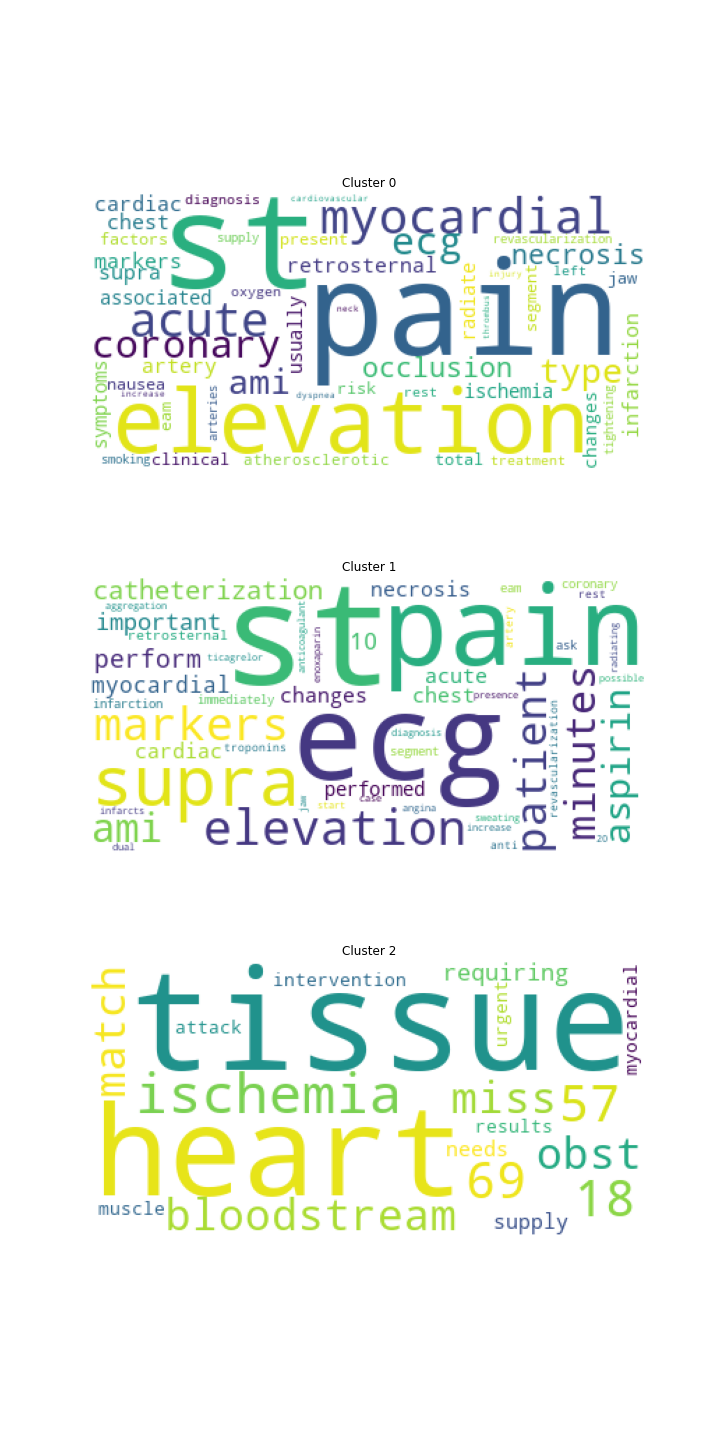 Cluster 0
cardiac
diagnosis
cardiovascular
chest
st
myocardial
factors
supply
present
ecg
revascularization
markers
supra
retrosternal
necrosis
associated
oxygen
radiate
injury
left
jaw
segment
thrombus
neck
pain
acute
usually
coronary
infarction
artery
occlusion
type
symptoms
nausea
increase
ami
risk
rest
ischemia
dyspnea
arteries
eam
elevation
changes
tightening
smoking
clinical
atherosclerotic
total
treatment
Cluster 1
catheterization
necrosis
eam
coronary
rest
aggregation
important
retrosternal
st
anticoagulant
enoxaparin
10
pain
artery
ask
radiating
perform
ticagrelor
myocardial
infarction
immediately
changes
acute
chest
presence
possible
markers
cardiac
troponins
ecg
diagnosis
segment
patient
revascularization
minutes
aspirin
supra
performed
case
jaw
start
angina
infarcts
ami
dual
elevation
sweating
increase
anti
20
Cluster 2
match
tissue
intervention
requiring
attack
urgent
myocardial
ischemia
miss
57
heart
results
needs
obst
69
18
muscle
bloodstream
supply